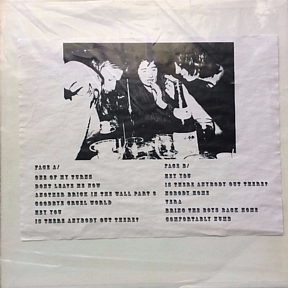 FACE A/
ONE OF MY TURNS
DONT LEAVE ME NOW
ANOTHER BRICK IN THE WALL PART 2
GOODBYE CRUEL WORLD
HEY YOU
IS THERE ANYBODY OUT THERE?
FACE B/
HEY YOU
IS THERE ANYBODY OUT THERE?
NOBODY HOME
VERA
BRING THE BOYS BACK HOME
COMFORTABLY NUMB